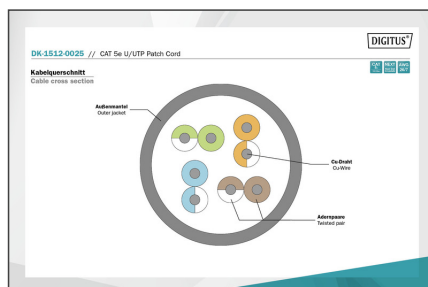 DIGITUS®
DK-1512-0025 // CAT 5e U/UTP Patch Cord
Kabelquerschnitt
Cable cross section
Außenmantel
Outer jacket
Cu-Draht
Cu-Wire
Adernpaare
Twisted pair